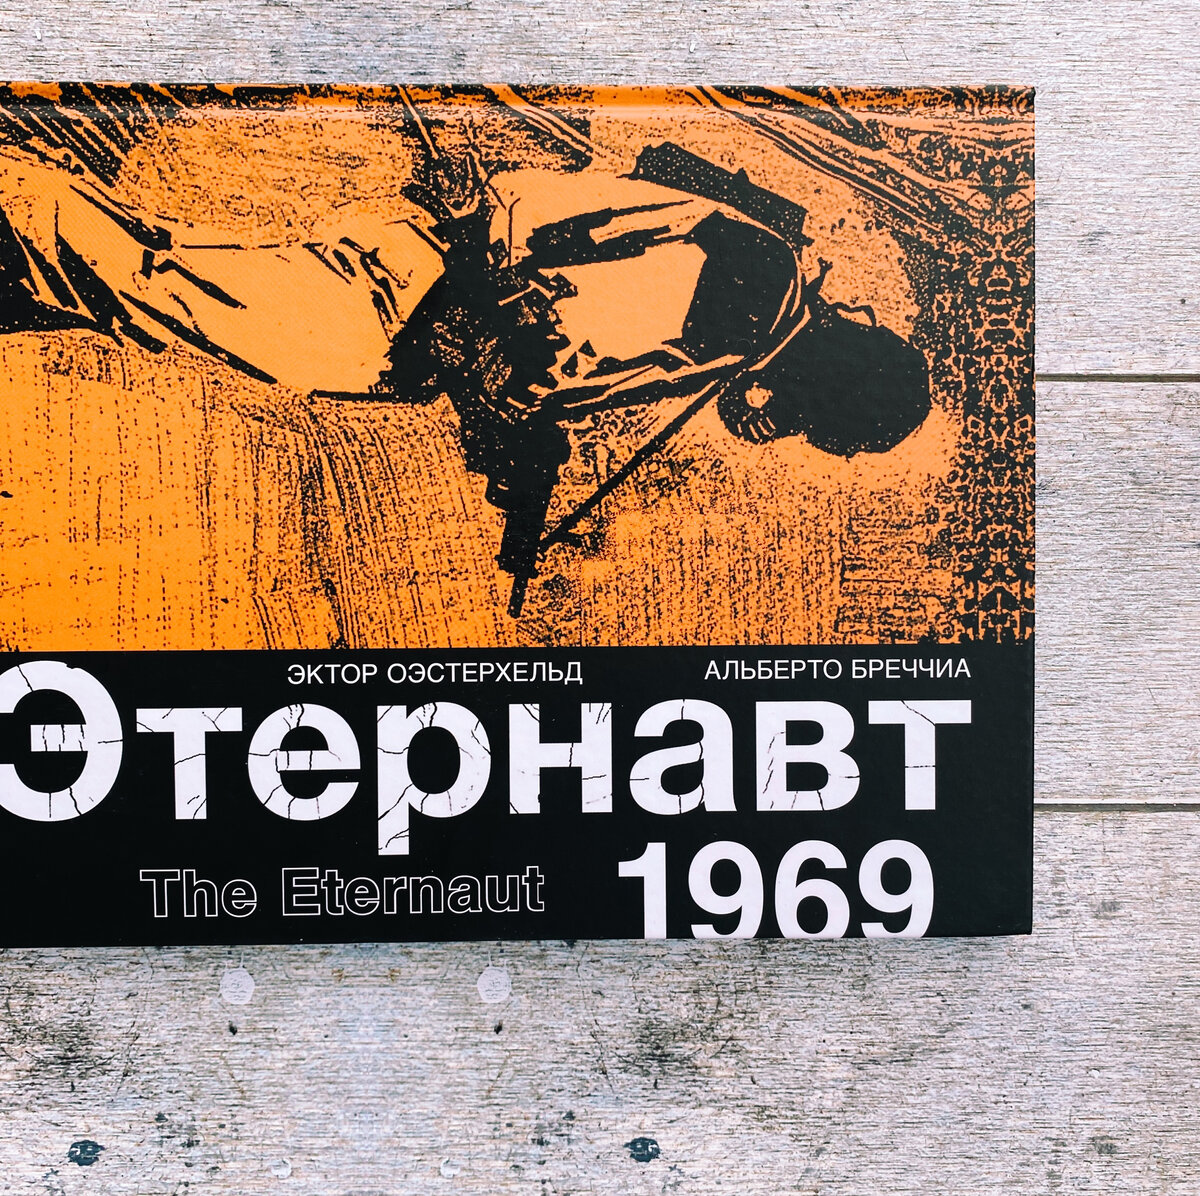 ЭКТОР ОЭСТЕРХЕЛЬД АЛЬБЕРТО БРЕЧЧИА
Этернавт
The Eternaut 1969